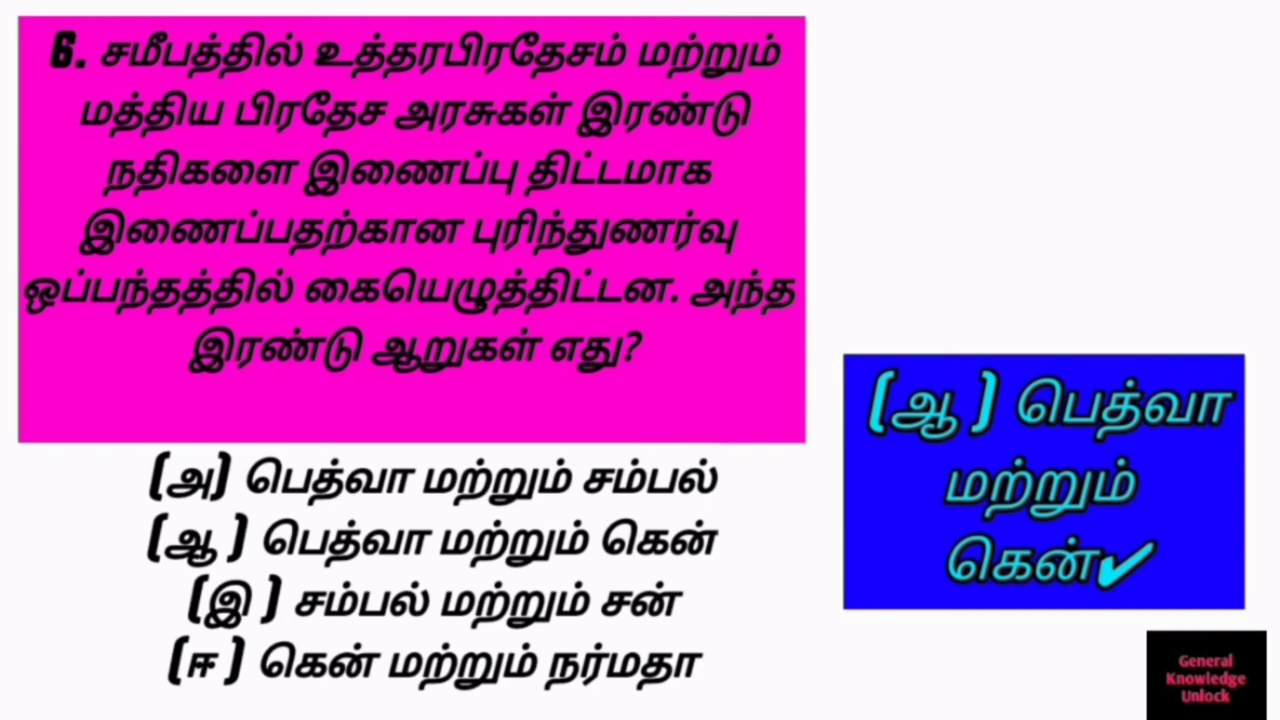 6. சமீபத்தில் உத்தரபிரதேசம் மற்றும்
மத்திய பிரதேச அரசுகள் இரண்டு
நதிகளை இணைப்பு திட்டமாக
இணைப்பதற்கான புரிந்துணர்வு
ஒப்பந்தத்தில் கையெழுத்திட்டன. அந்த
இரண்டு ஆறுகள் எது?
(அ) பெத்வா மற்றும் சம்பல்
(ஆ ) பெத்வா மற்றும் கென்
(இ ) சம்பல் மற்றும் சன்
(ஈ ) கென் மற்றும் நர்மதா
(ஆ ) பெத்வா
மற்றும்
கென்✔
General
Knowledge
Unlock